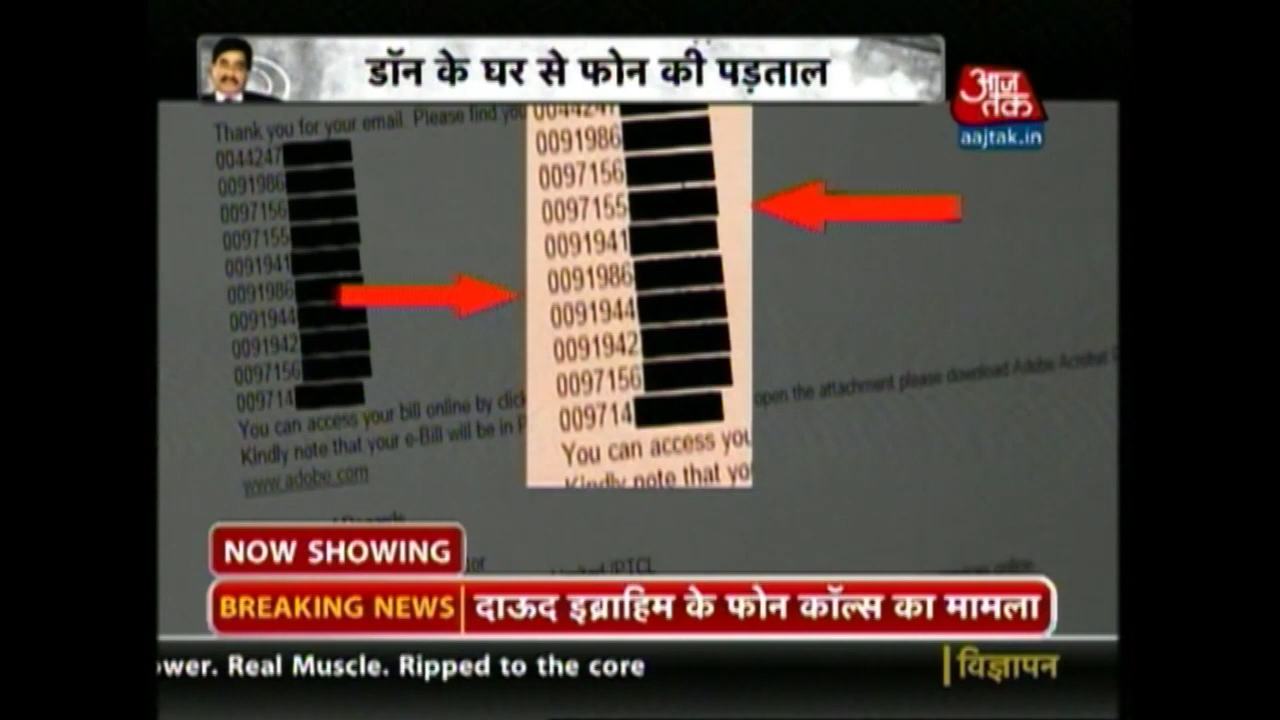 डॉन के घर से फोन की पड़ताल
आज
तक
aajtak.in
Thank you for your email. Please find you
0044247
0091986
0097156
0097155
0091941
0091986
0091944
0091942
0097156
009714
You can access your bill online by click
Kindly note that your e-Bill will be in P
www.adobe.com
0044247
0091986
0097156
0097155
0091941
0091986
0091944
0091942
0097156
009714
You can access you
Kindly note that yo
open the attachment please download Adobe Acrobat
NOW SHOWING
(PTCL
BREAKING NEWS दाऊद इब्राहिम के फोन कॉल्स का मामला
ower. Real Muscle. Ripped to the core
विज्ञापन